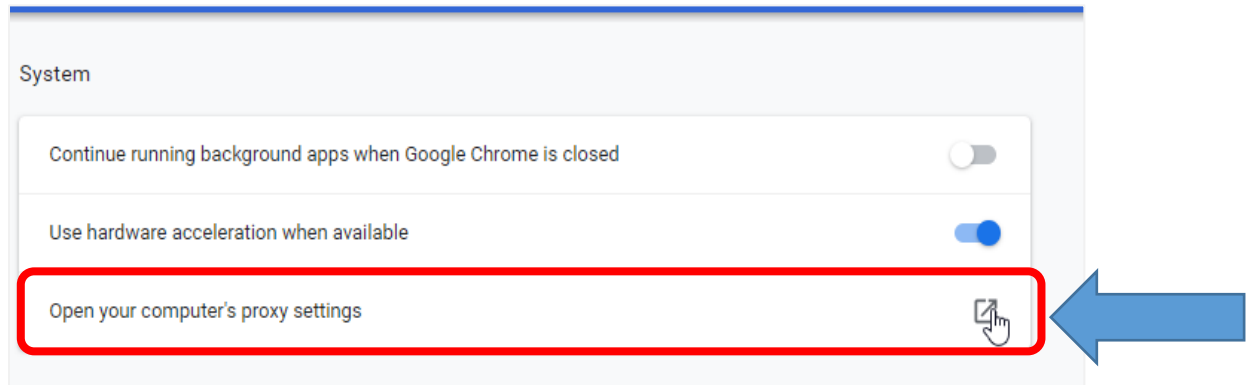 System
Continue running background apps when Google Chrome is closed
Use hardware acceleration when available
Open your computer's proxy settings